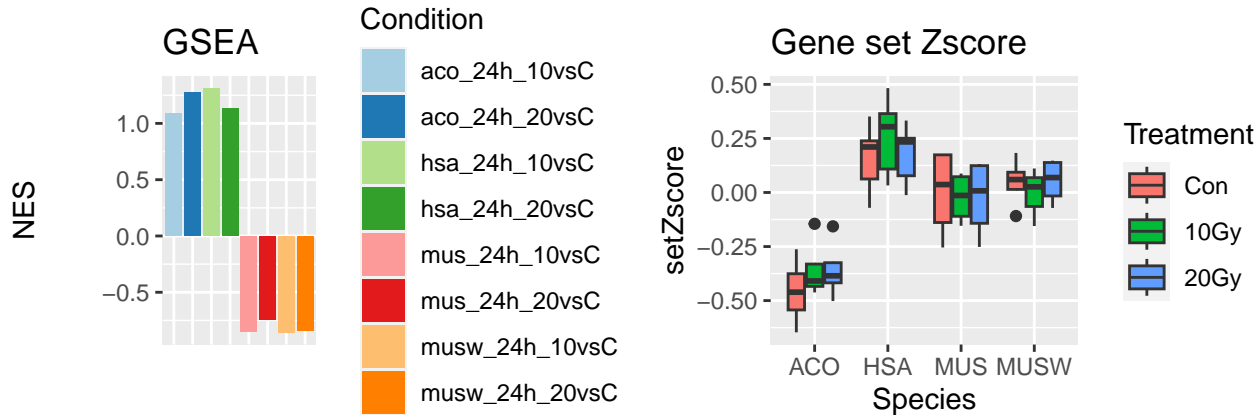 GSEA
NES
1.0
0.5
0.0
−0.5
Condition
aco_24h_10vsC
aco_24h_20vsC
hsa_24h_10vsC
hsa_24h_20vsC
mus_24h_10vsC
mus_24h_20vsC
musw_24h_10vsC
musw_24h_20vsC
Gene set Zscore
setZscore
0.50
0.25
0.00
−0.25
−0.50
ACO HSA MUS MUSW
Species
Treatment
Con
10Gy
20Gy